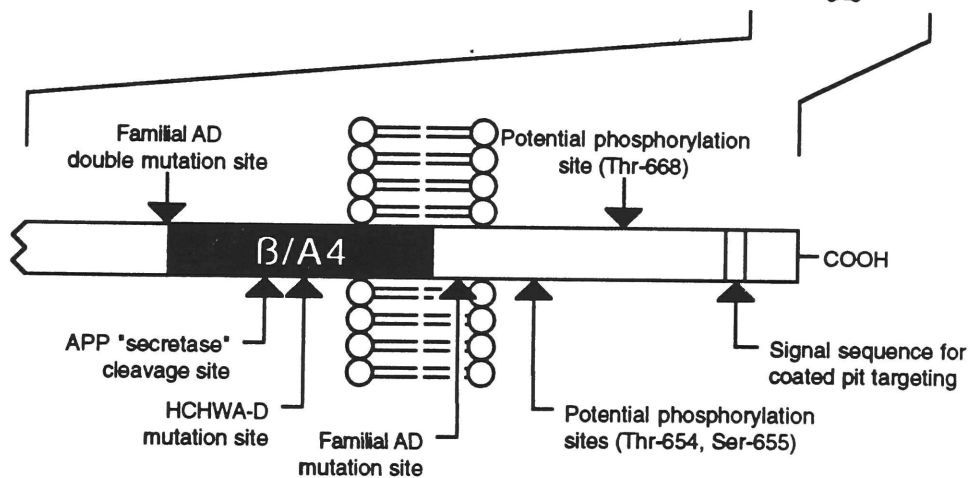 Familial AD
double mutation site
Potential phosphorylation
site (Thr-668)
ß/A4
COOH
APP "secretase"
cleavage site
HCHWA-D
mutation site
Familial AD
mutation site
Potential phosphorylation
sites (Thr-654, Ser-655)
Signal sequence for
coated pit targeting